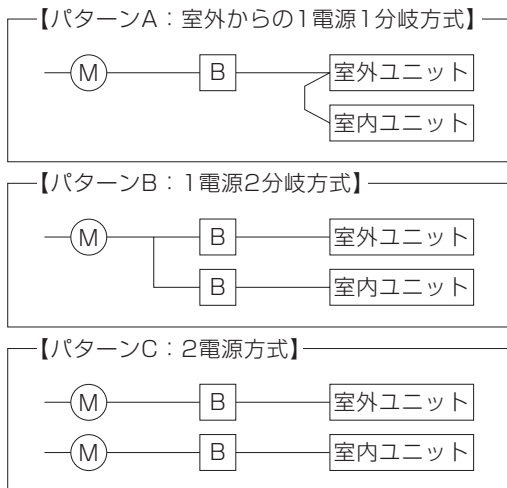 【パターンA：室外からの1電源1分岐方式】
M B 室外ユニット
室内ユニット
【パターンB：1電源2分岐方式】
M B 室外ユニット
B 室内ユニット
【パターンC：2電源方式】
M B 室外ユニット
M B 室内ユニット